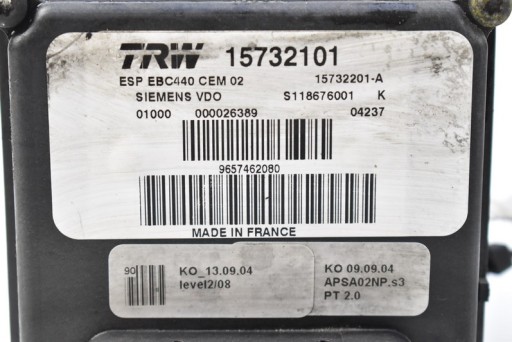 TRW 15732101
ESP EBC440 CEM 02 15732201-A
SIEMENS VDO S118676001 K
01000 000026389 04237
9657462080
MADE IN FRANCE
90 KO_13.09.04 KO 09.09.04
level2/08 APSA02NP.s3
PT 2.0